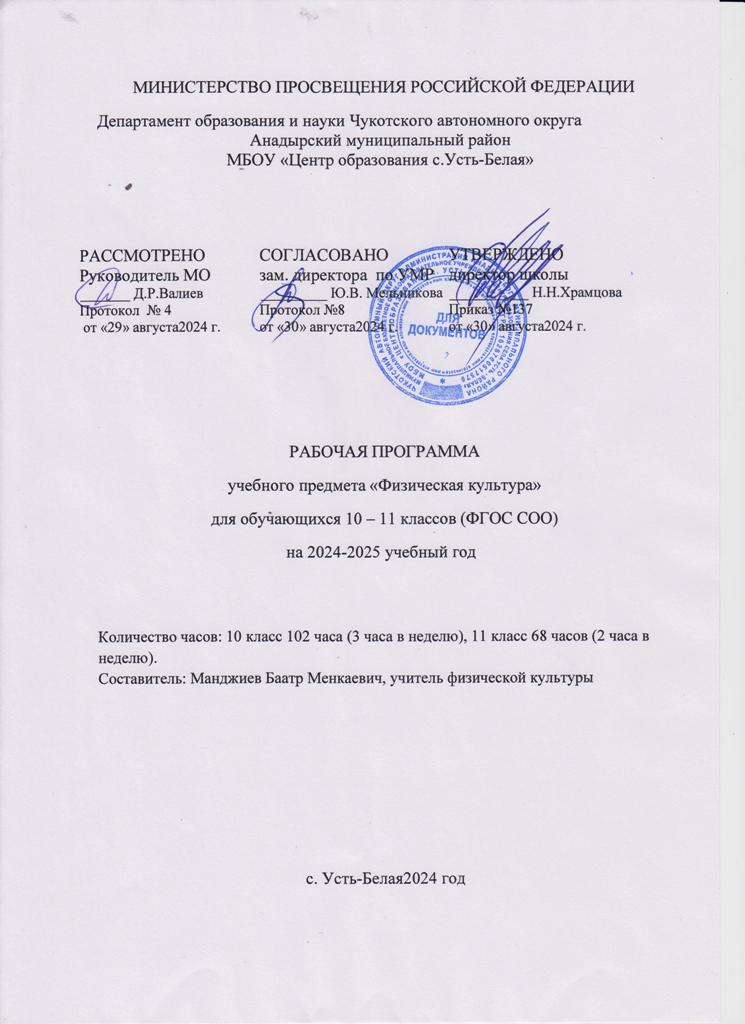 МИНИСТЕРСТВО ПРОСВЕЩЕНИЯ РОССИЙСКОЙ ФЕДЕРАЦИИ
Департамент образования и науки Чукотского автономного округа
Анадырский муниципальный район
МБОУ «Центр образования с.Усть-Белая»
РАССМОТРЕНО СОГЛАСОВАНО УТВЕРЖДЕНО
Руководитель МО зам. директора по УМР директор школы
Д.Р.Валиев Ю.В. Мельникова Н.Н.Храмцова
Протокол № 4 Протокол №8 Приказ №137
от «29» августа2024 г. от «30» августа2024 г. от «30» августа2024 г.
ДЛЯ
ДОКУМЕНТОВ
РАБОЧАЯ ПРОГРАММА
учебного предмета «Физическая культура»
для обучающихся 10 – 11 классов (ФГОС СОО)
на 2024-2025 учебный год
Количество часов: 10 класс 102 часа (3 часа в неделю), 11 класс 68 часов (2 часа в
неделю).
Составитель: Манджиев Баатр Менкаевич, учитель физической культуры
с. Усть-Белая2024 год